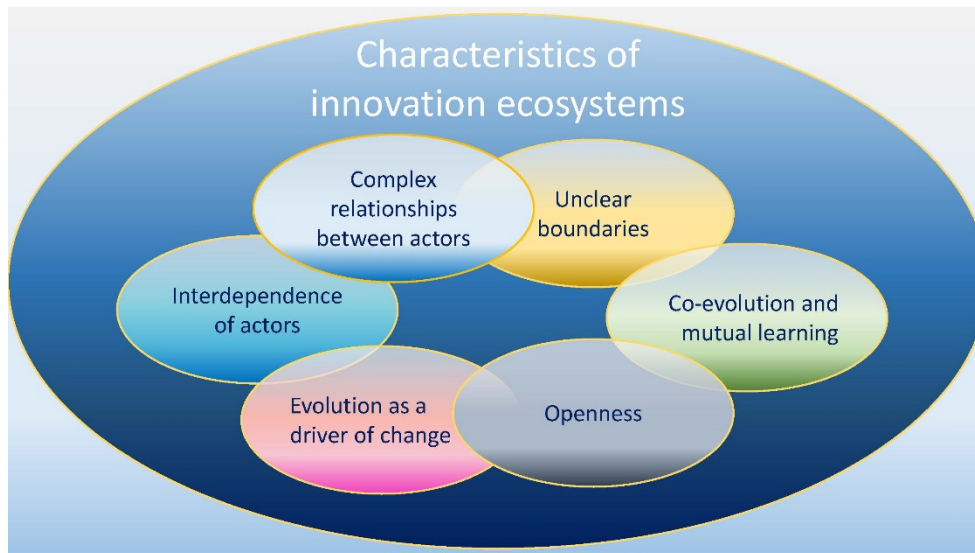 Characteristics of
innovation ecosystems
Complex
relationships
between actors
Unclear
boundaries
Interdependence
of actors
Co-evolution and
mutual learning
Evolution as a
driver of change
Openness